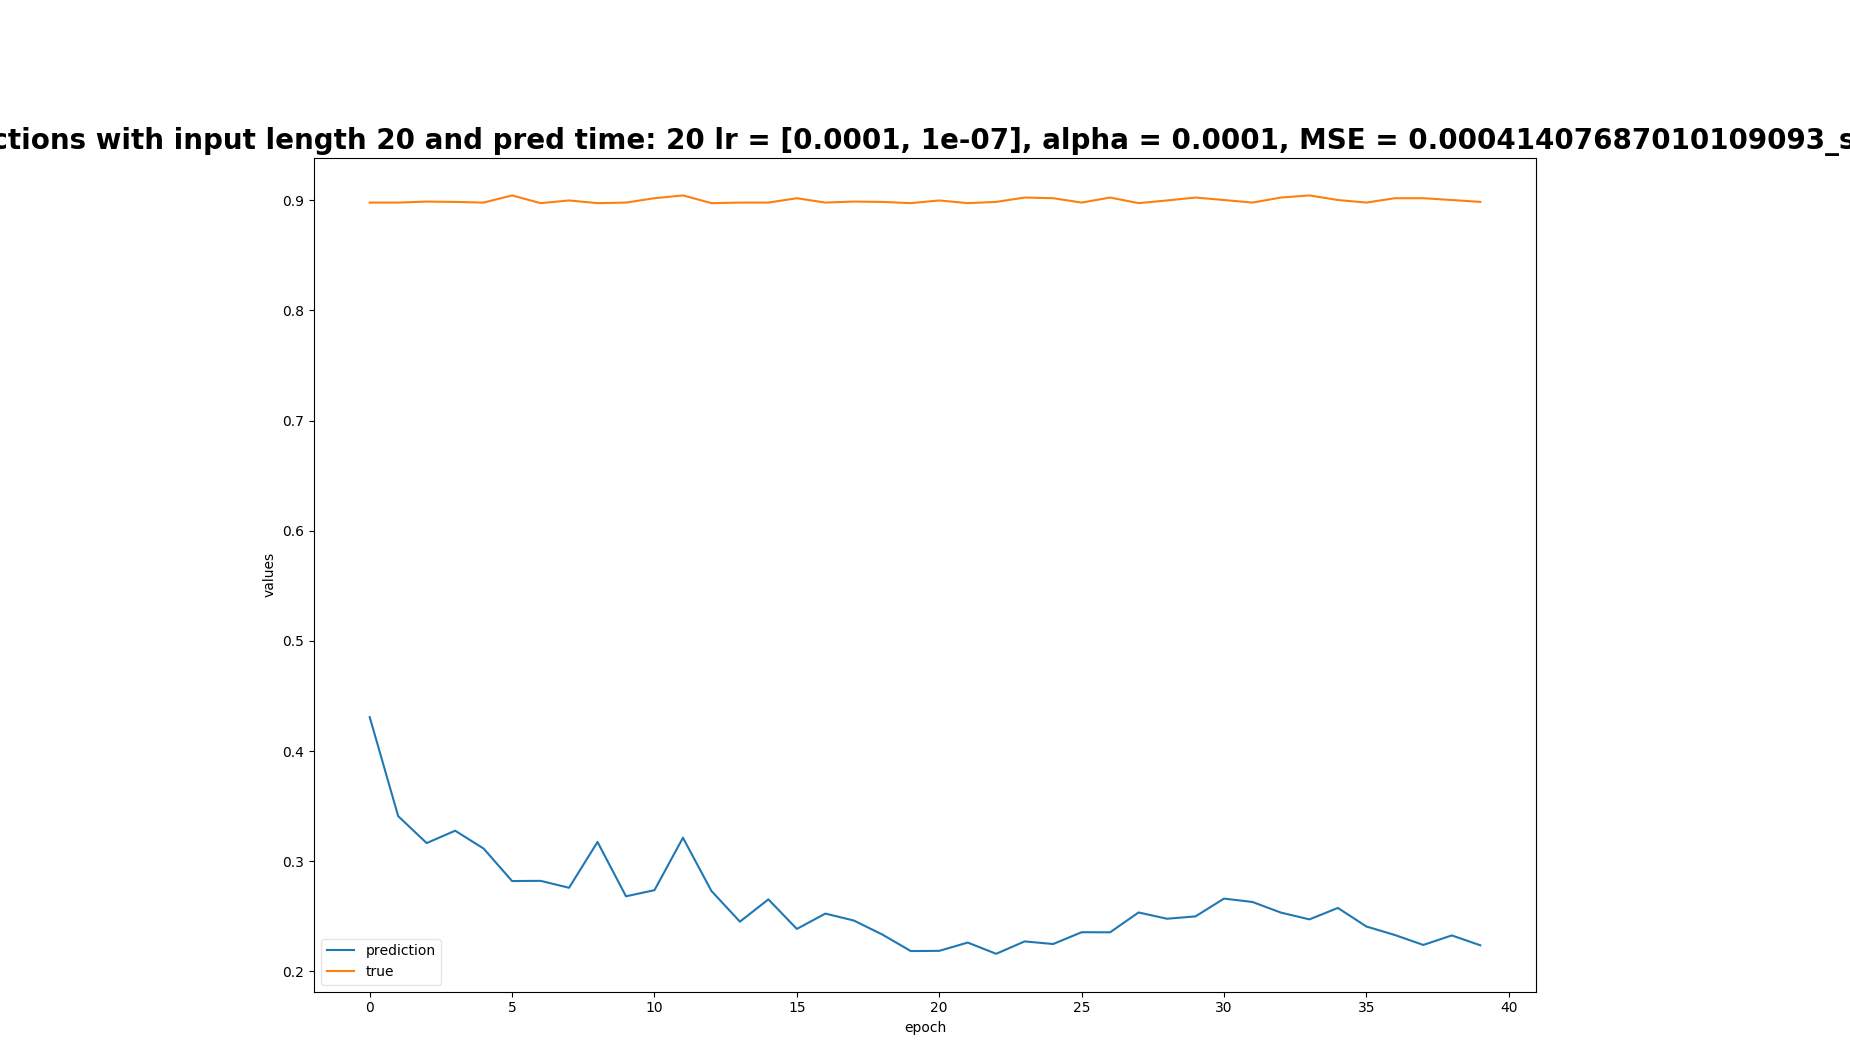 ctions with input length 20 and pred time: 20 lr = [0.0001, 1e-07], alpha = 0.0001, MSE = 0.00041407687010109093_s
0.9
0.8
0.7
0.6
0.5
0.4
0.3
0.2
values
prediction
true
0 5 10 15 20 25 30 35 40
epoch